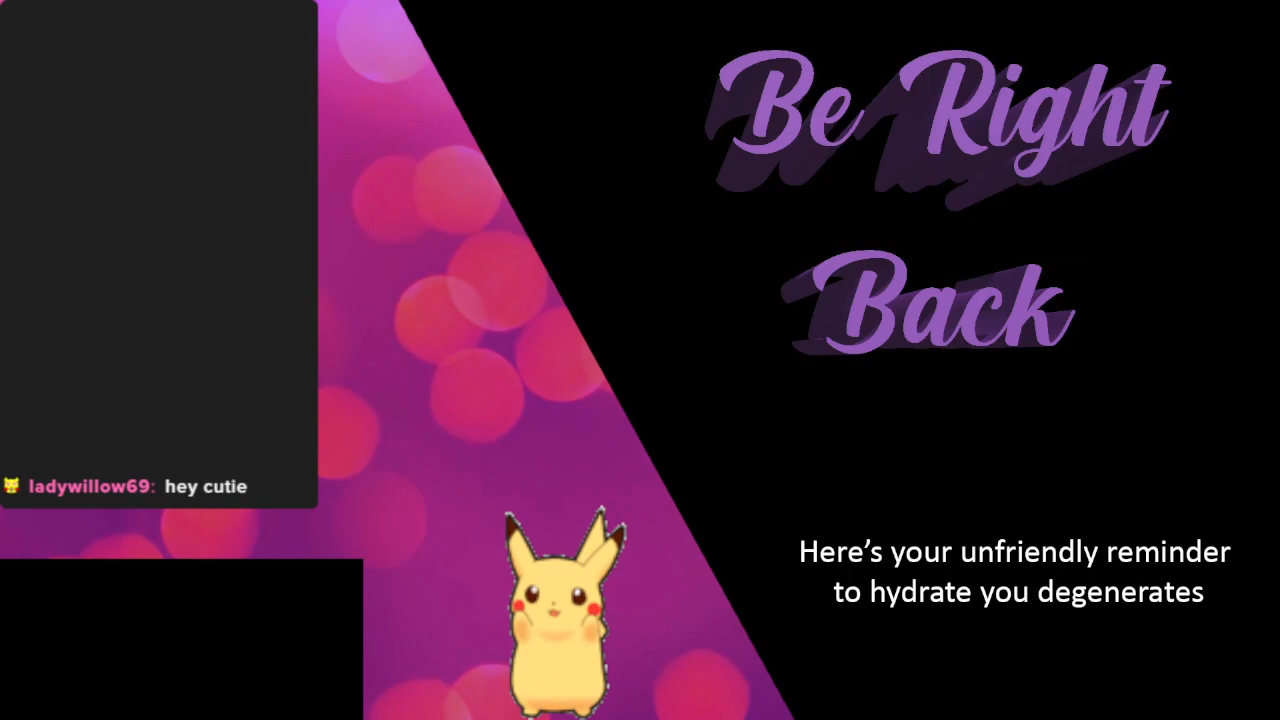 Be Right
Back
ladywillow69: hey cutie
Here's your unfriendly reminder
to hydrate you degenerates